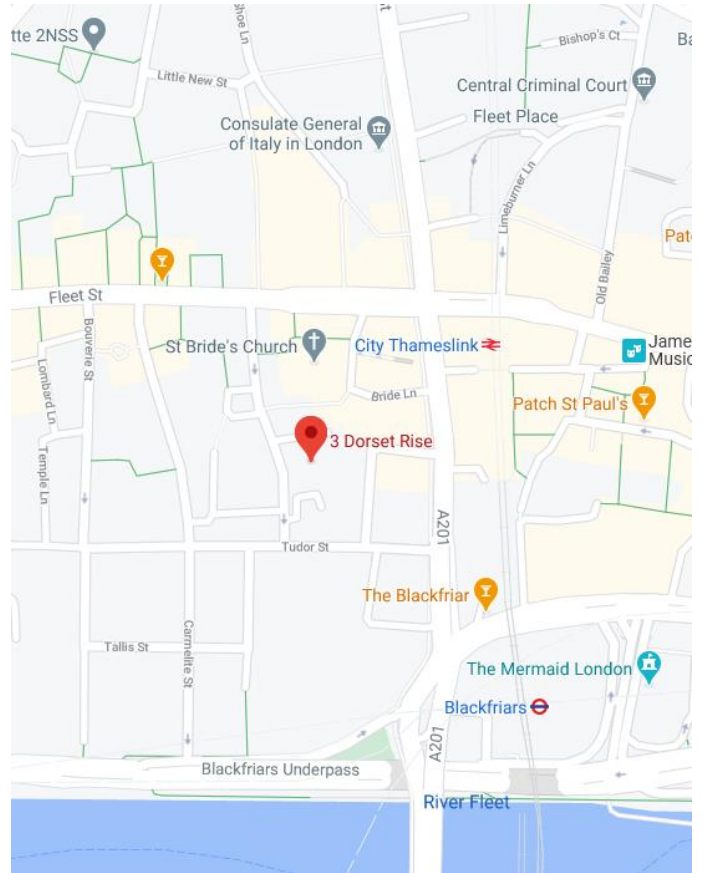 tte 2NSS
hoe Ln
t
Bishop's Ct
Ba
Little New St
Central Criminal Court
Fleet Place
Consulate General
of Italy in London
Limeburner Ln
Old Bailey
Pat
Fleet St
Bouverie St
St Bride's Church
City Thameslink
Jame
Music
Lombard Ln
Bride Ln
Patch St Paul's
3 Dorset Rise
Temple Ln
A201
Tudor St
The Blackfriar
Carmelite St
Tallis St
The Mermaid London
Blackfriars
A201
Blackfriars Underpass
River Fleet